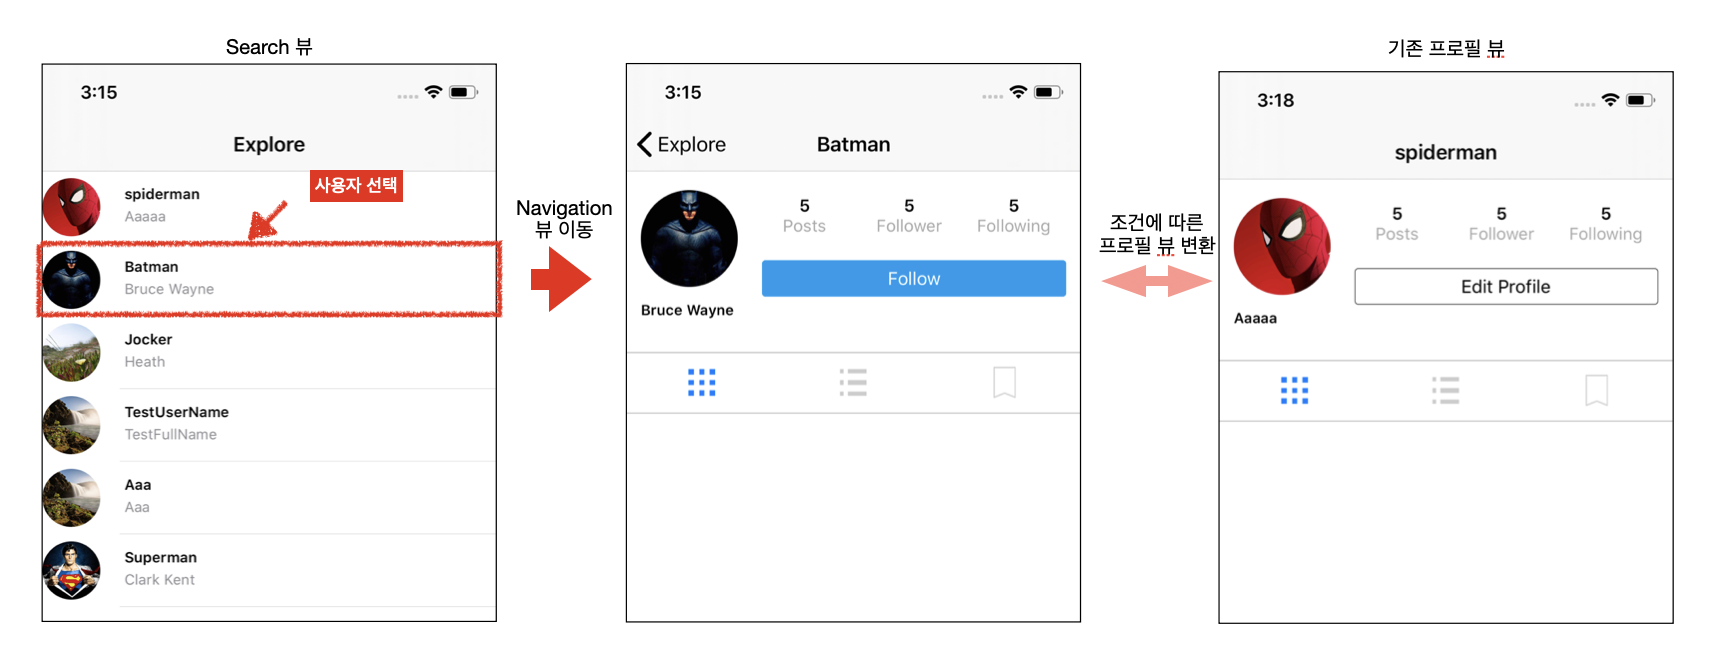 Search 뷰
3:15
Explore
사용자 선택
spiderman
Aaaaa
Batman
Bruce Wayne
Jocker
Heath
TestUserName
TestFullName
Aaa
Aaa
Superman
Clark Kent
Navigation
뷰 이동
3:15
Explore
Batman
5 5 5
Posts Follower Following
Follow
Bruce Wayne
조건에 따른
프로필 뷰 변환
기존 프로필 뷰
3:18
spiderman
5 5 5
Posts Follower Following
Edit Profile
Aaaaa